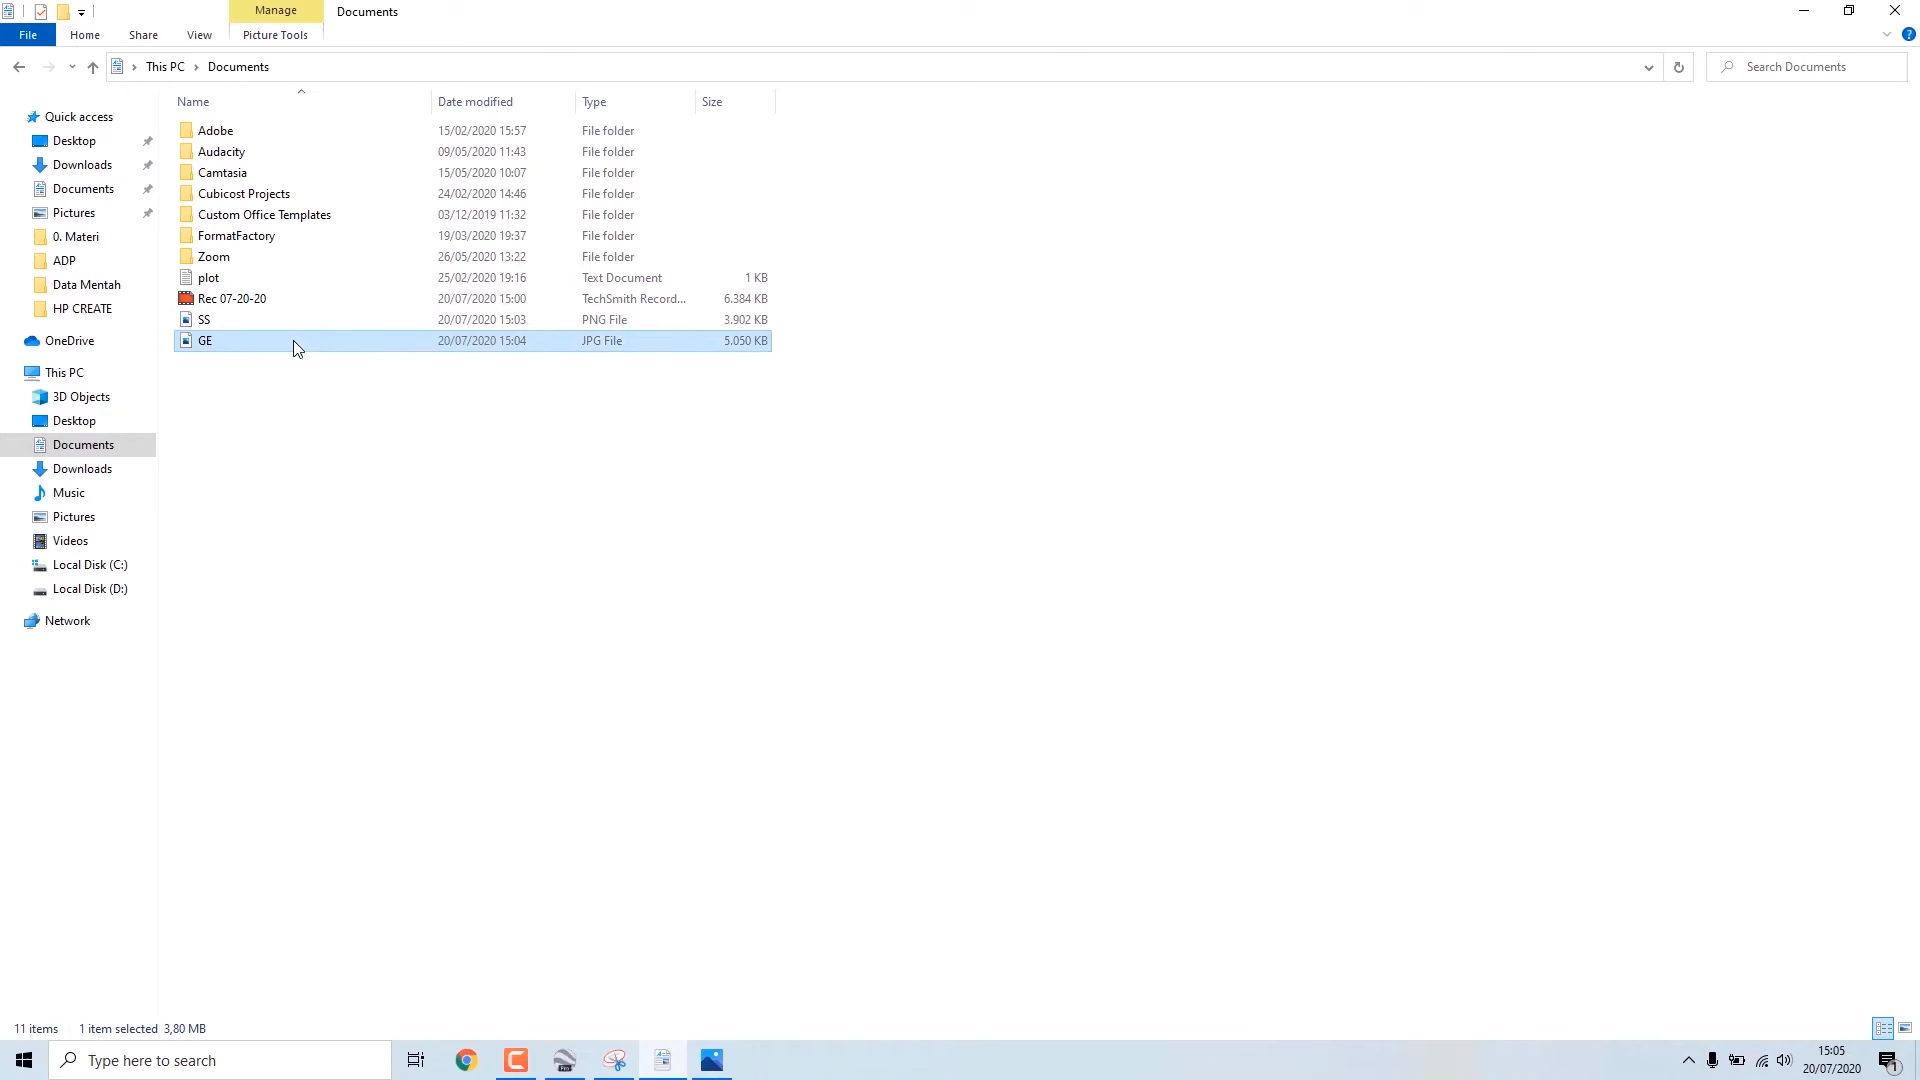 Manage
Documents
File
Home
Share
View
Picture Tools
This PC
Documents
Search Documents
Name
Date modified
Type
Size
Quick access
Desktop
Downloads
Documents
Pictures
0. Materi
ADP
Data Mentah
HP CREATE
OneDrive
This PC
3D Objects
Desktop
Documents
Downloads
Music
Pictures
Videos
Local Disk (C:)
Local Disk (D:)
Network
Adobe 15/02/2020 15:57 File folder
Audacity 09/05/2020 11:43 File folder
Camtasia 15/05/2020 10:07 File folder
Cubicost Projects 24/02/2020 14:46 File folder
Custom Office Templates 03/12/2019 11:32 File folder
FormatFactory 19/03/2020 19:37 File folder
Zoom 26/05/2020 13:22 File folder
plot 25/02/2020 19:16 Text Document 1 KB
Rec 07-20-20 20/07/2020 15:00 TechSmith Record... 6.384 KB
SS 20/07/2020 15:03 PNG File 3.902 KB
GE 20/07/2020 15:04 JPG File 5.050 KB
11 items 1 item selected 3,80 MB
Type here to search
Pro
15:05
20/07/2020
1